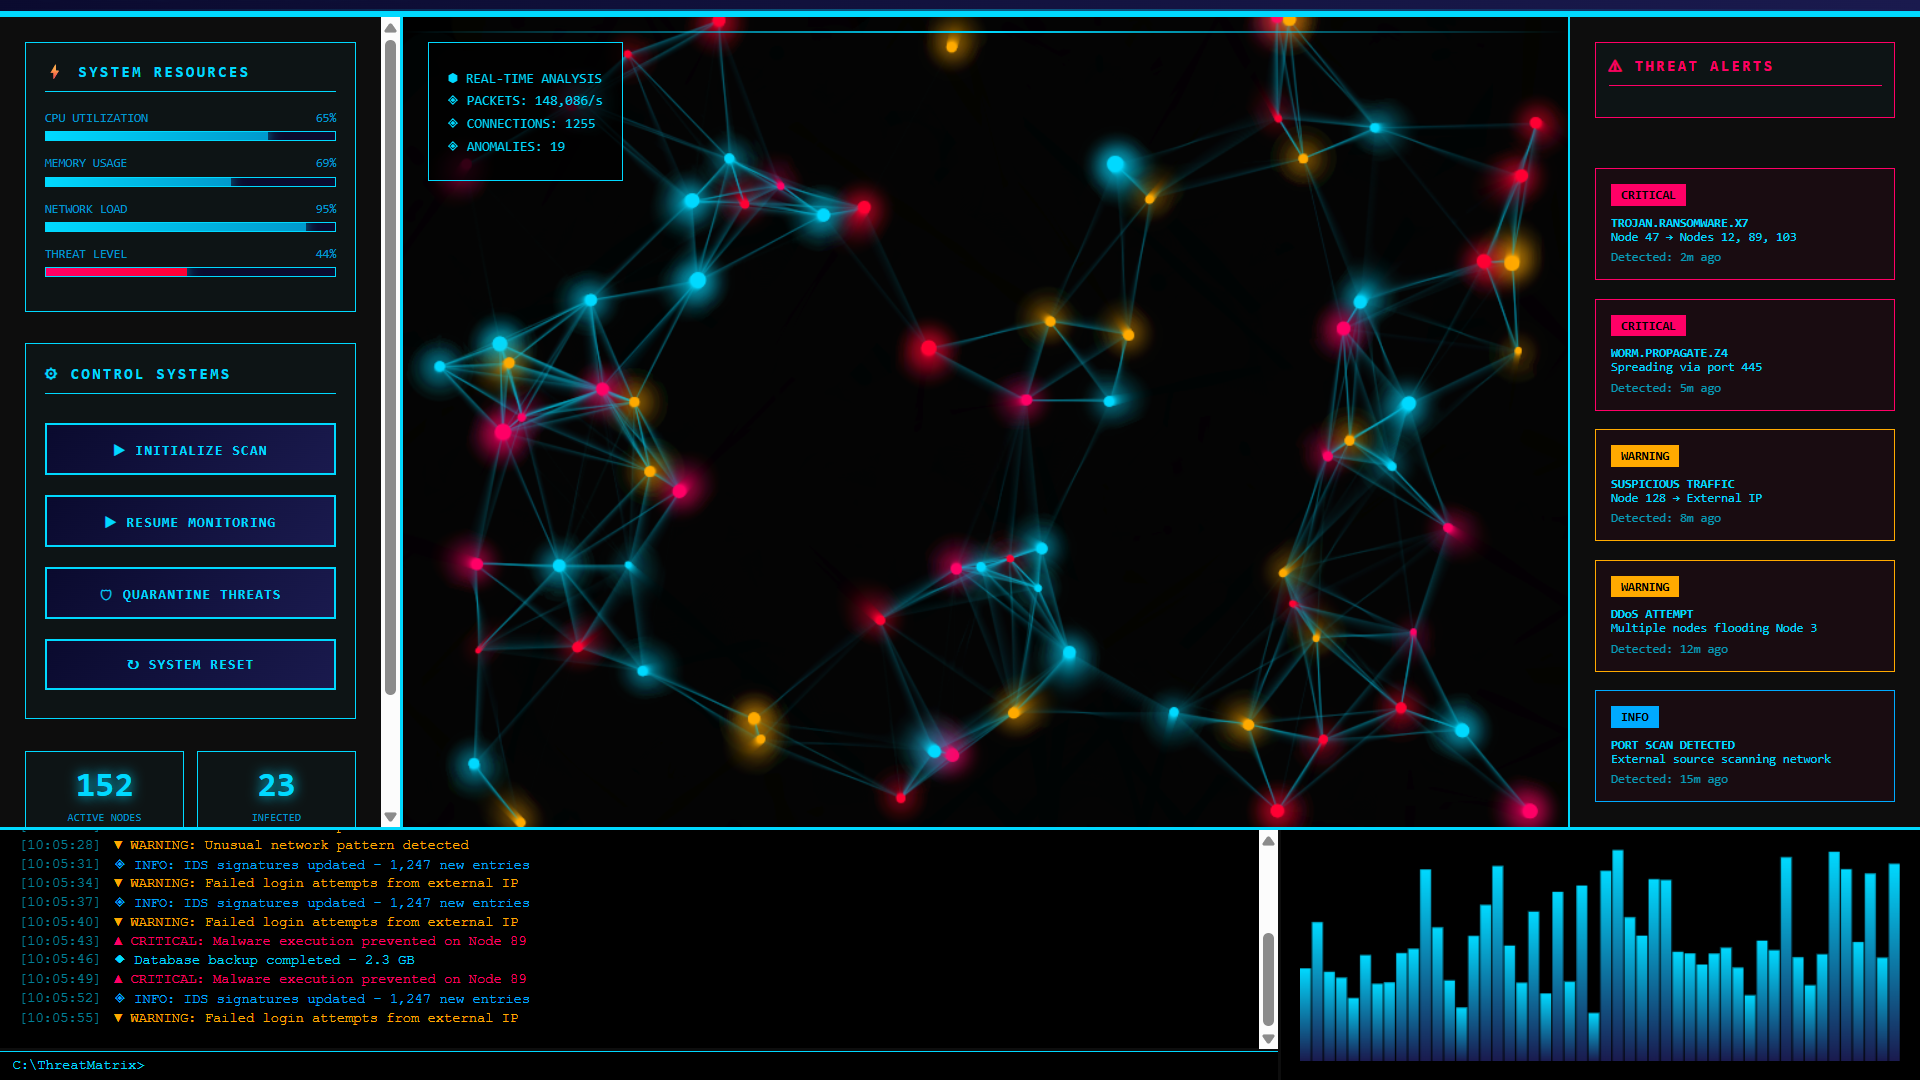 SYSTEM RESOURCES
CPU UTILIZATION 65%
MEMORY USAGE 69%
NETWORK LOAD 95%
THREAT LEVEL 44%
⚙ CONTROL SYSTEMS
▶ INITIALIZE SCAN
▶ RESUME MONITORING
🛡 QUARANTINE THREATS
↻ SYSTEM RESET
152
ACTIVE NODES
23
INFECTED
⬢ REAL-TIME ANALYSIS
◈ PACKETS: 148,086/s
◈ CONNECTIONS: 1255
◈ ANOMALIES: 19
⚠ THREAT ALERTS
CRITICAL
TROJAN.RANSOMWARE.X7
Node 47 → Nodes 12, 89, 103
Detected: 2m ago
CRITICAL
WORM.PROPAGATE.Z4
Spreading via port 445
Detected: 5m ago
WARNING
SUSPICIOUS TRAFFIC
Node 128 → External IP
Detected: 8m ago
WARNING
DDoS ATTEMPT
Multiple nodes flooding Node 3
Detected: 12m ago
INFO
PORT SCAN DETECTED
External source scanning network
Detected: 15m ago
[10:05:28] ▼ WARNING: Unusual network pattern detected
[10:05:31] ◈ INFO: IDS signatures updated - 1,247 new entries
[10:05:34] ▼ WARNING: Failed login attempts from external IP
[10:05:37] ◈ INFO: IDS signatures updated - 1,247 new entries
[10:05:40] ▼ WARNING: Failed login attempts from external IP
[10:05:43] ▲ CRITICAL: Malware execution prevented on Node 89
[10:05:46] ◆ Database backup completed - 2.3 GB
[10:05:49] ▲ CRITICAL: Malware execution prevented on Node 89
[10:05:52] ◈ INFO: IDS signatures updated - 1,247 new entries
[10:05:55] ▼ WARNING: Failed login attempts from external IP
C:\ThreatMatrix>